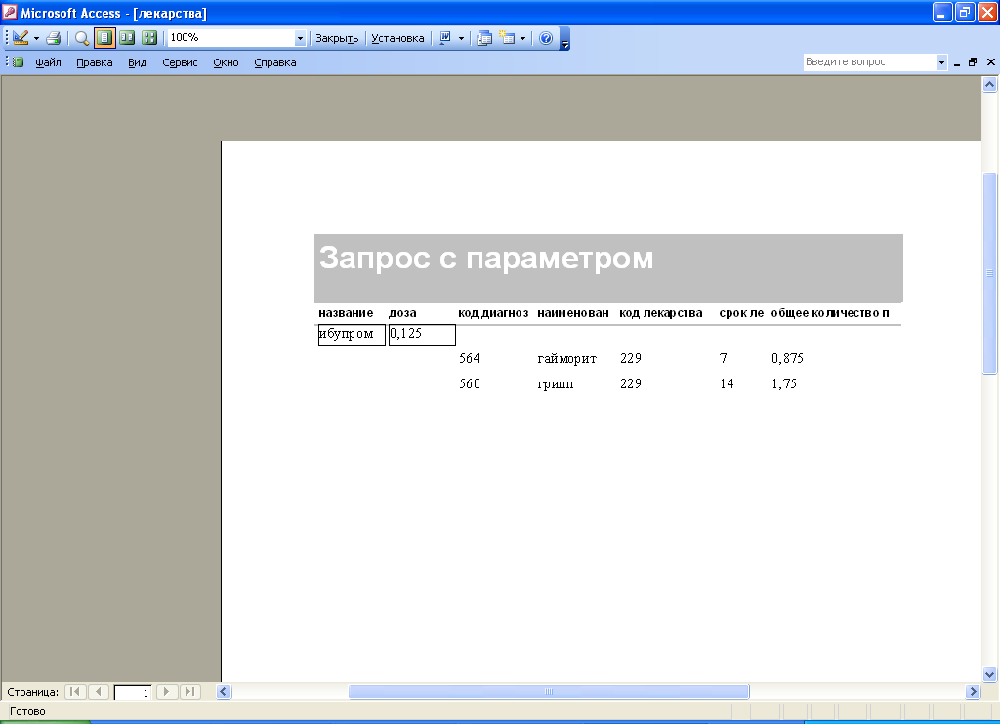 Microsoft Access - [лекарства]
100% Закрыть Установка
Файл Правка Вид Сервис Окно Справка Введите вопрос
Запрос с параметром
название доза код диагноз наименован код лекарства срок ле общее количество п
ибупром 0,125
564 гайморит 229 7 0,875
560 грипп 229 14 1,75
Страница: 1
Готово